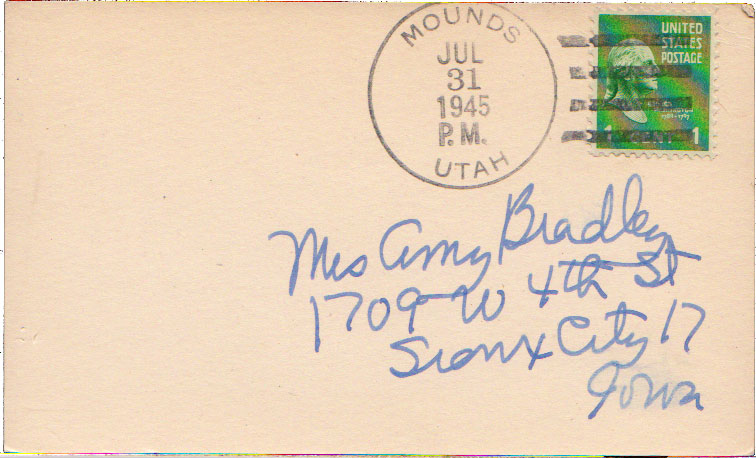 MOUNDS
JUL
31
1945
P.M.
UTAH
UNITED
STATES
POSTAGE
1 1
Mrs Amy Bradley
1709 W 4th St
Sioux City 17
Iowa